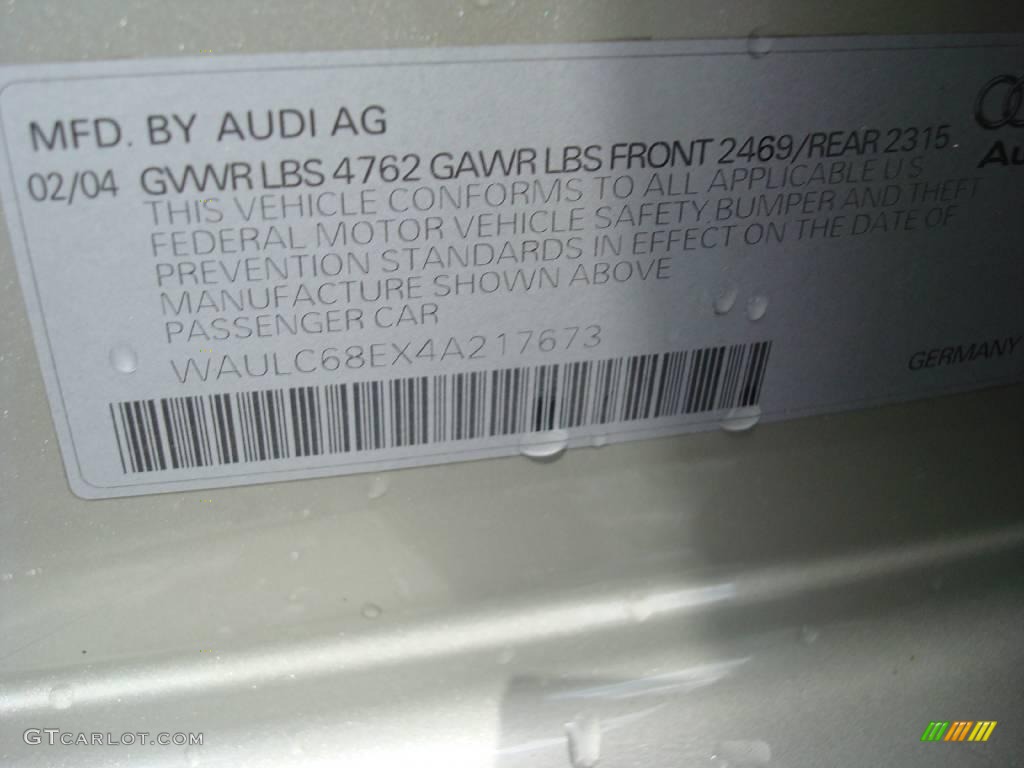 MFD. BY AUDI AG
02/04 GVWR LBS 4762 GAWR LBS FRONT 2469/REAR 2315
THIS VEHICLE CONFORMS TO ALL APPLICABLE U S
FEDERAL MOTOR VEHICLE SAFETY BUMPER AND THEFT
PREVENTION STANDARDS IN EFFECT ON THE DATE OF
MANUFACTURE SHOWN ABOVE
PASSENGER CAR
WAULC68EX4A217673
GERMANY
GTCARLOT.COM